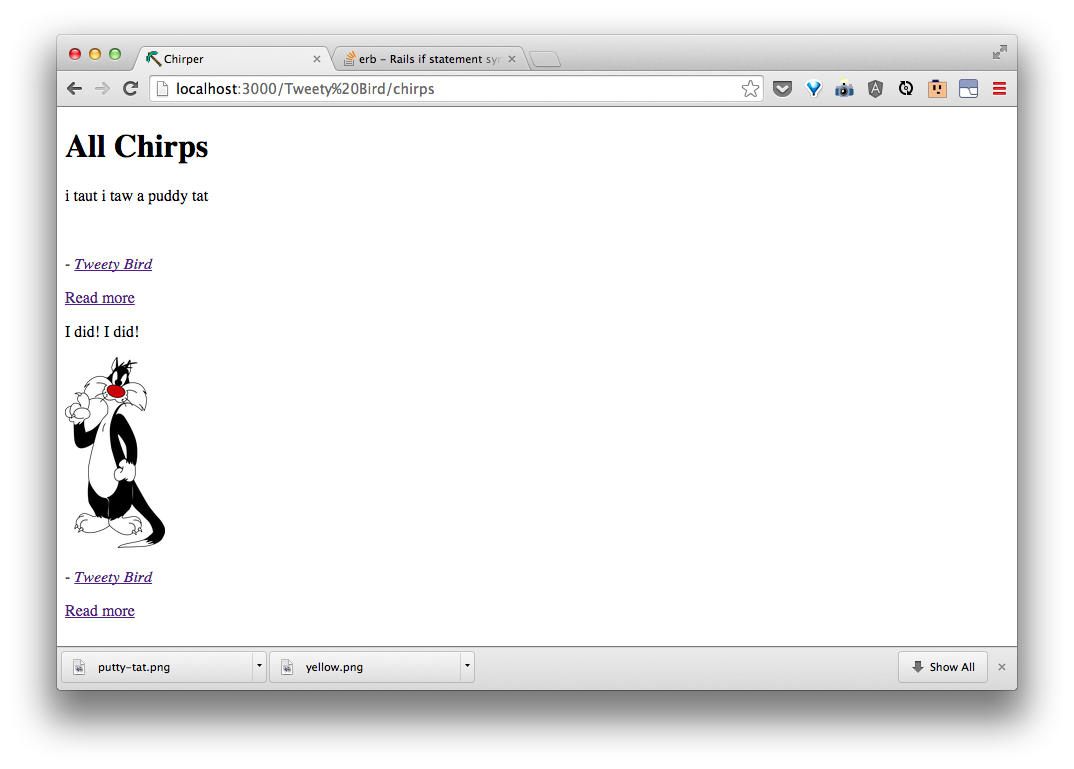 Chirper
erb – Rails if statement syn
localhost:3000/Tweety%20Bird/chirps
All Chirps
i taut i taw a puddy tat
- Tweety Bird
Read more
I did! I did!
- Tweety Bird
Read more
putty-tat.png
yellow.png
Show All